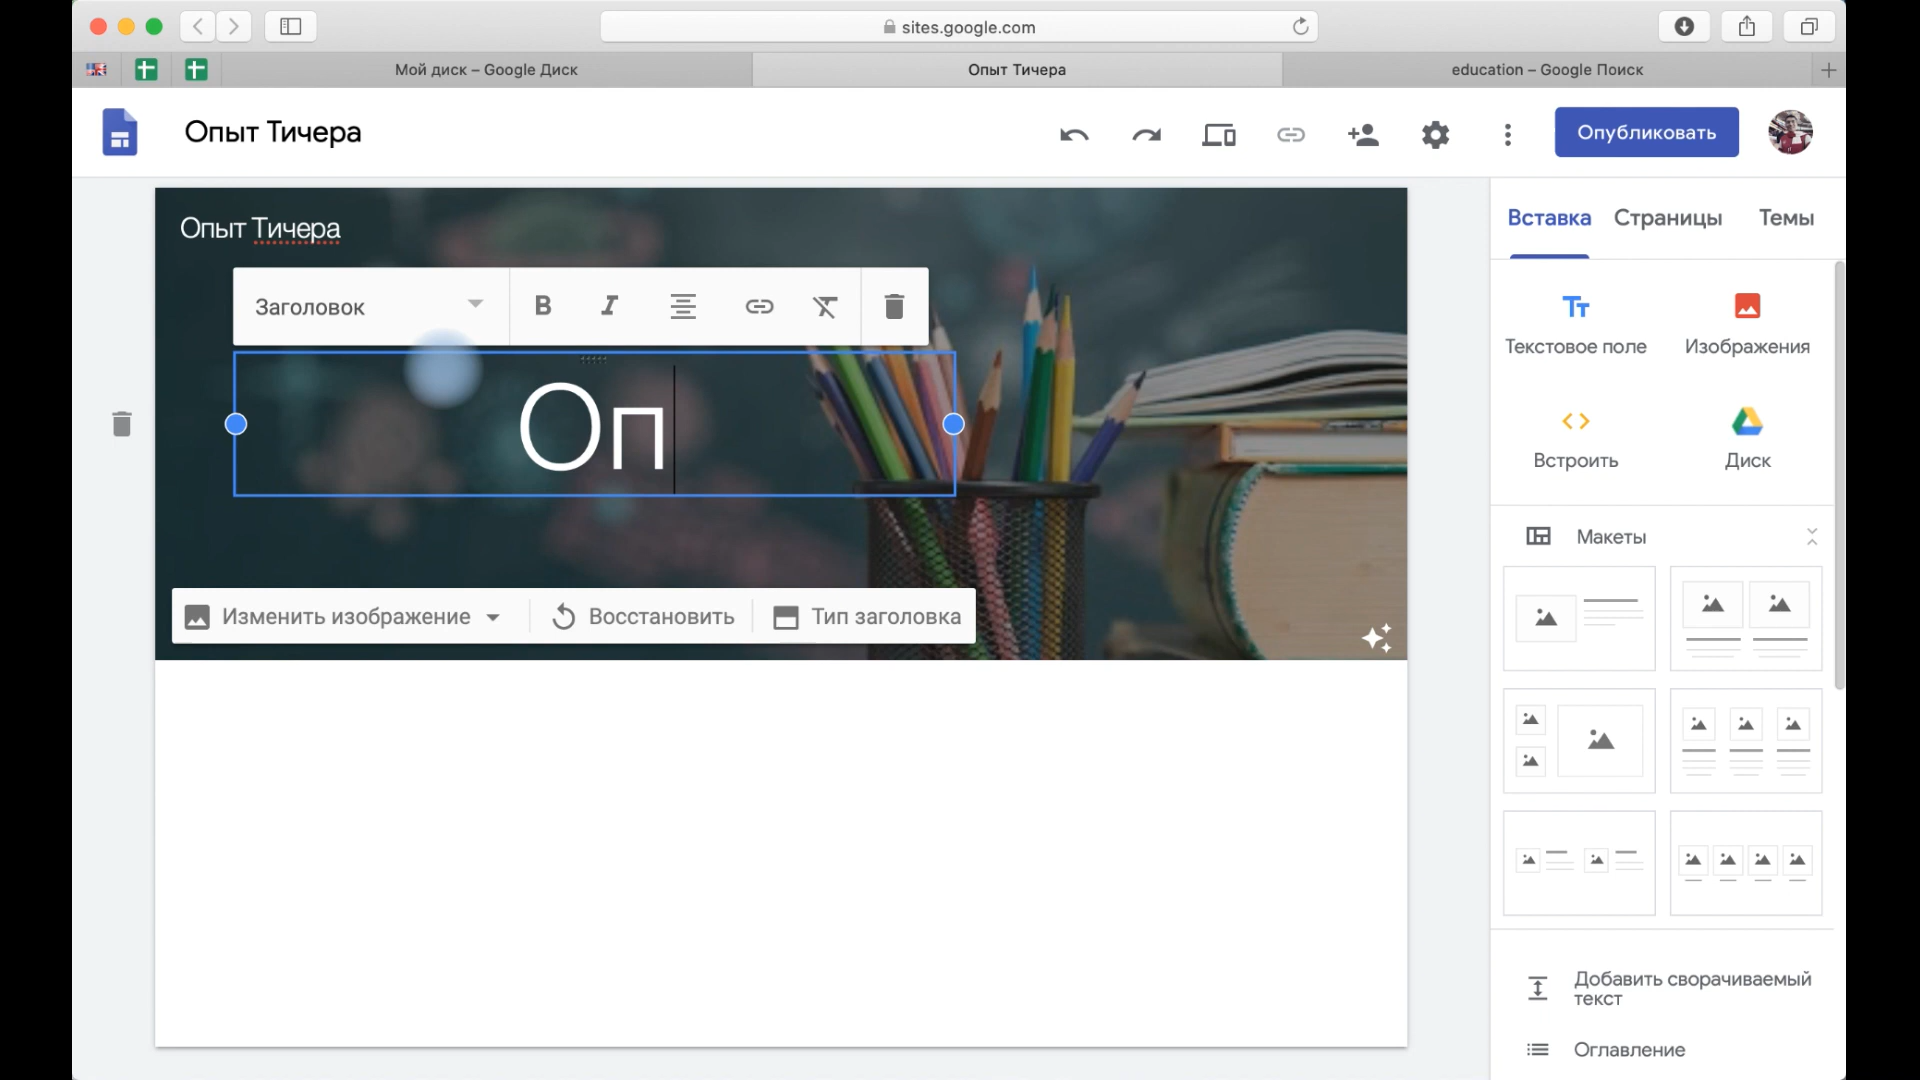 sites.google.com
Мой диск – Google Диск
Опыт Тичера
education – Google Поиск
Опыт Тичера
Опубликовать
Опыт Тичера
Заголовок
B
I
Оп
Изменить изображение
Восстановить
Тип заголовка
Вставка
Страницы
Темы
Текстовое поле
Изображения
Встроить
Диск
Макеты
Добавить сворачиваемый
текст
Оглавление